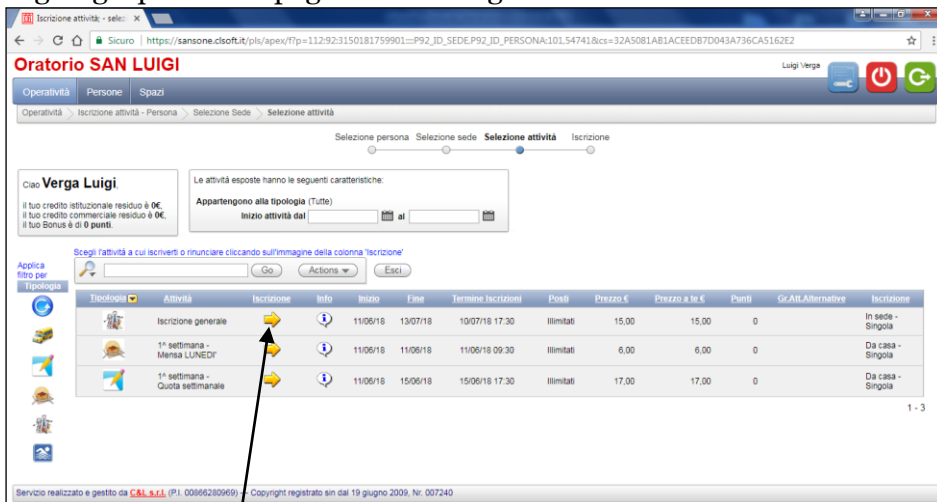 Iscrizione attività; - selez
Sicuro | https://sansone.clsoft.it/pls/apex/f?p=112:92:3150181759901::::P92_ID_SEDE,P92_ID_PERSONA:101,54741&cs=32A5081AB1ACEEDB7D043A736CA5162E2
Oratorio SAN LUIGI
Luigi Verga
Operatività Persone Spazi
Operatività Iscrizione attività - Persona Selezione Sede Selezione attività
Selezione persona Selezione sede Selezione attività Iscrizione
Ciao Verga Luigi,
il tuo credito istituzionale residuo è 0€,
il tuo credito commerciale residuo è 0€,
il tuo Bonus è di 0 punti.
Le attività esposte hanno le seguenti caratteristiche:
Appartengono alla tipologia (Tutte)
Inizio attività dal al
Scegli l'attività a cui iscriverti o rinunciare cliccando sull'immagine della colonna 'Iscrizione'
Applica
filtro per
Tipologia
Go Actions Esci
Tipologia Attività Iscrizione Info Inizio Fine Termine Iscrizioni Posti Prezzo € Prezzo a te € Punti Gr.Att.Alternative Iscrizione
Iscrizione generale 11/06/18 13/07/18 10/07/18 17:30 Illimitati 15,00 15,00 0 In sede -
Singola
1^ settimana - 11/06/18 11/06/18 11/06/18 09:30 Illimitati 6,00 6,00 0 Da casa -
Mensa LUNEDI' Singola
1^ settimana - 11/06/18 15/06/18 15/06/18 17:30 Illimitati 17,00 17,00 0 Da casa -
Quota settimanale Singola
1 - 3
Servizio realizzato e gestito da C&L s.r.l. (P.I. 00866280969) --- Copyright registrato sin dal 19 giugno 2009, Nr. 007240